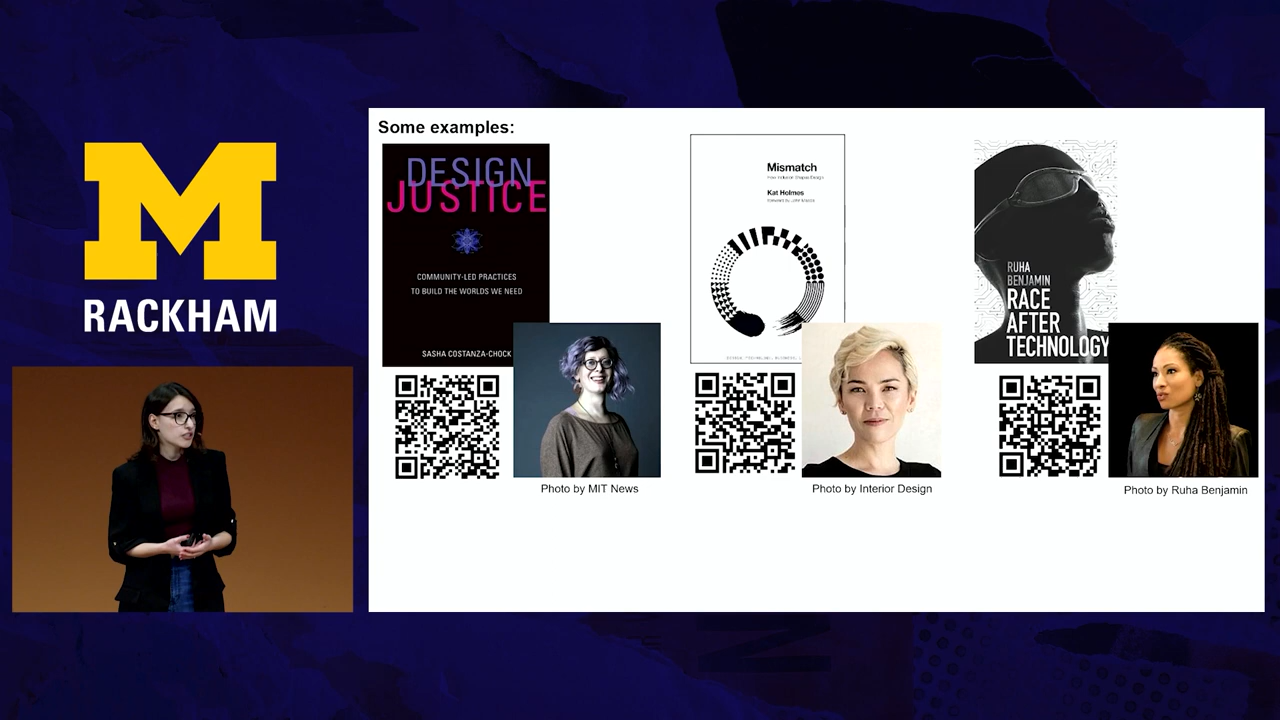 M
RACKHAM
Some examples:
DESIGN
JUSTICE
COMMUNITY-LED PRACTICES
TO BUILD THE WORLDS WE NEED
SASHA COSTANZA-CHOCK
Photo by MIT News
Mismatch
Kat Holmes
Photo by Interior Design
RUHA
BENJAMIN
RACE
AFTER
TECHNOLOGY
Photo by Ruha Benjamin